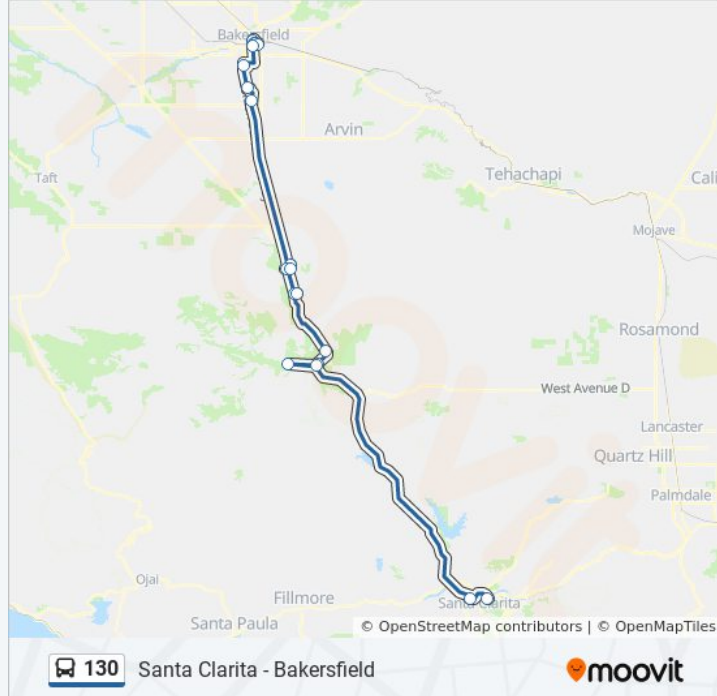 Bakersfield
Arvin
Taft
Tehachapi
Cali
Mojave
Rosamond
West Avenue D
Lancaster
Quartz Hill
Palmdale
Ojai
Fillmore
Santa Clarita
Santa Paula
© OpenStreetMap contributors | © OpenMapTiles
130 Santa Clarita - Bakersfield
moovit
moovit